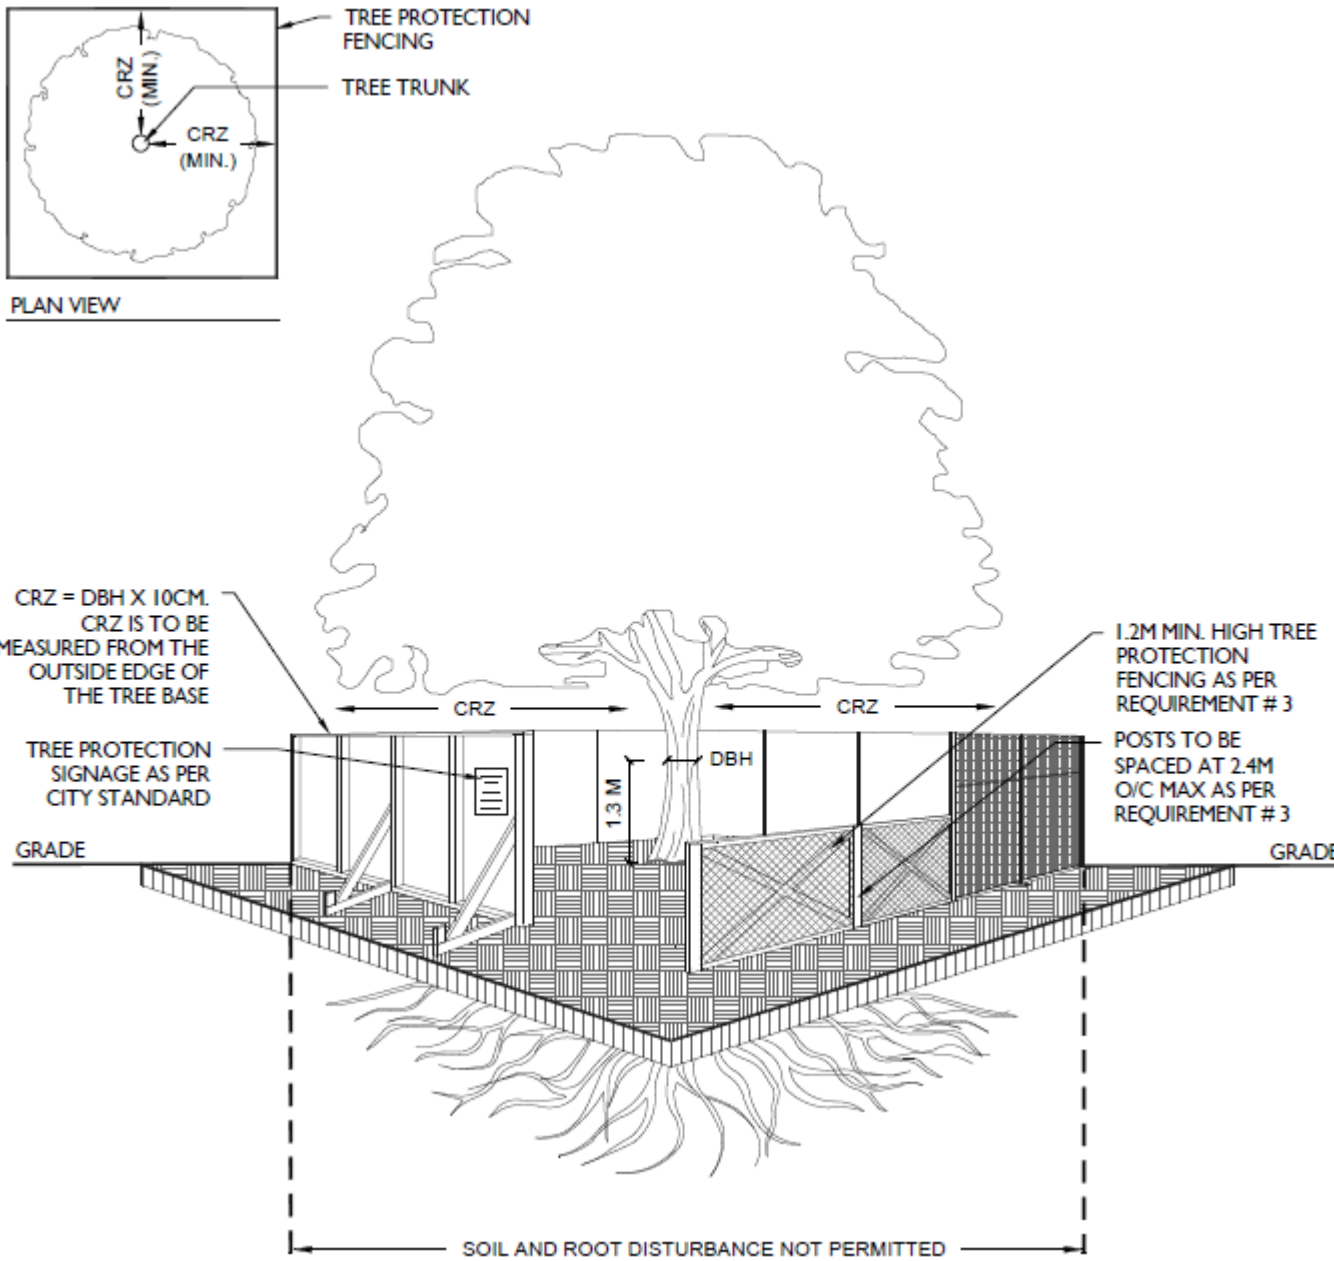 TREE PROTECTION
FENCING
CRZ
(MIN.)
TREE TRUNK
CRZ
(MIN.)
PLAN VIEW
CRZ = DBH X 10CM.
CRZ IS TO BE
MEASURED FROM THE
OUTSIDE EDGE OF
THE TREE BASE
TREE PROTECTION
SIGNAGE AS PER
CITY STANDARD
GRADE
CRZ
CRZ
DBH
1.3 M
1.2M MIN. HIGH TREE
PROTECTION
FENCING AS PER
REQUIREMENT # 3
POSTS TO BE
SPACED AT 2.4M
O/C MAX AS PER
REQUIREMENT # 3
GRADE
SOIL AND ROOT DISTURBANCE NOT PERMITTED